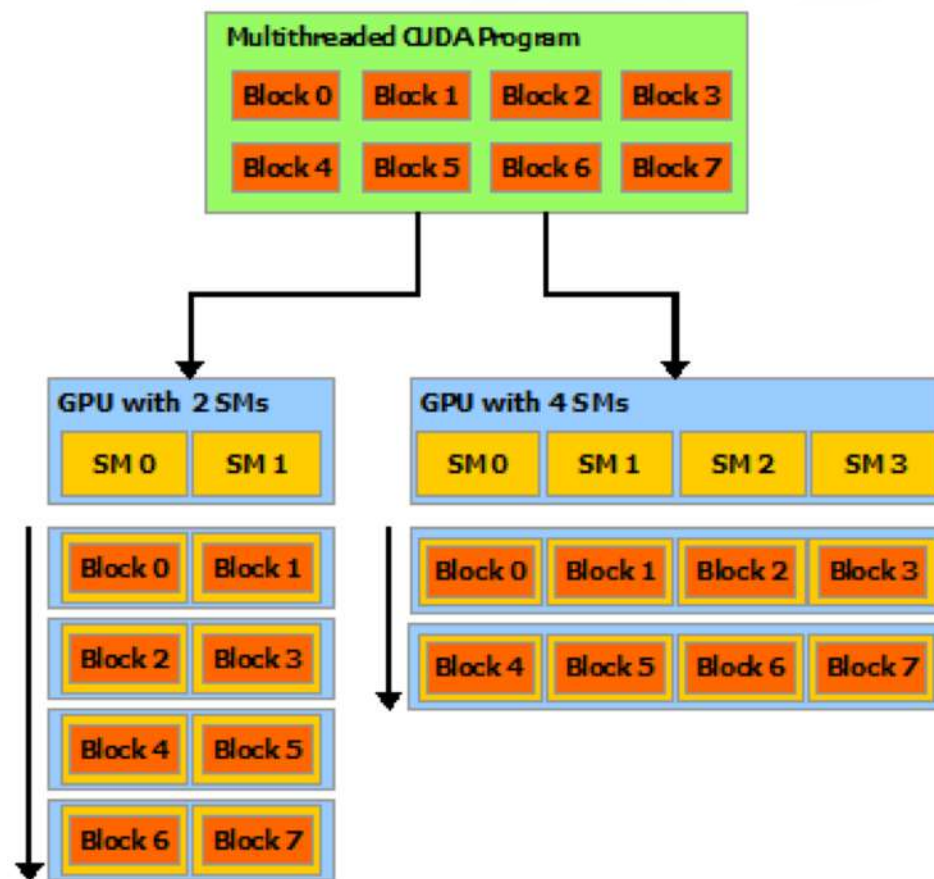 Multithreaded CUDA Program
Block 0 Block 1 Block 2 Block 3
Block 4 Block 5 Block 6 Block 7
GPU with 2 SMs
SM 0 SM 1
Block 0 Block 1
Block 2 Block 3
Block 4 Block 5
Block 6 Block 7
GPU with 4 SMs
SM 0 SM 1 SM 2 SM 3
Block 0 Block 1 Block 2 Block 3
Block 4 Block 5 Block 6 Block 7